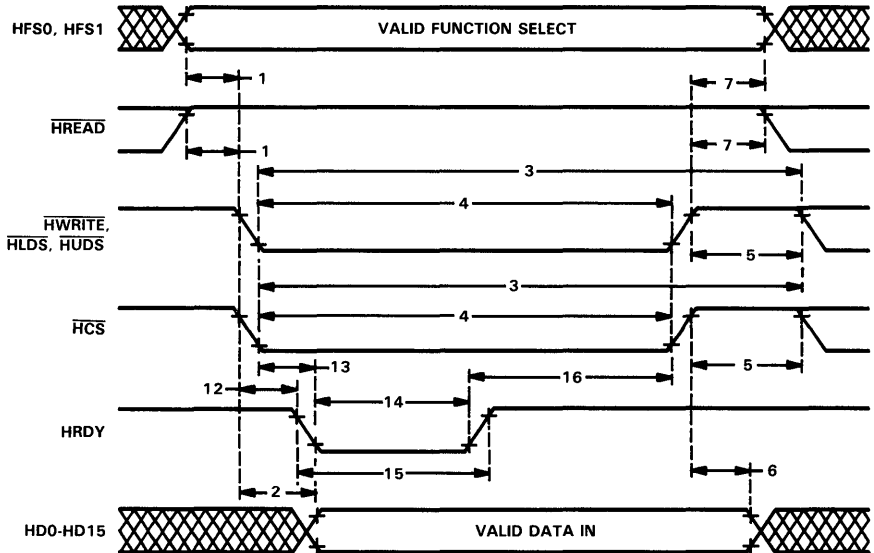 HFS0, HFS1
VALID FUNCTION SELECT
1
7
HREAD
1
7
3
4
HWRITE,
HLDS, HUDS
5
3
4
HCS
5
13
12
16
14
HRDY
15
6
2
HD0-HD15
VALID DATA IN